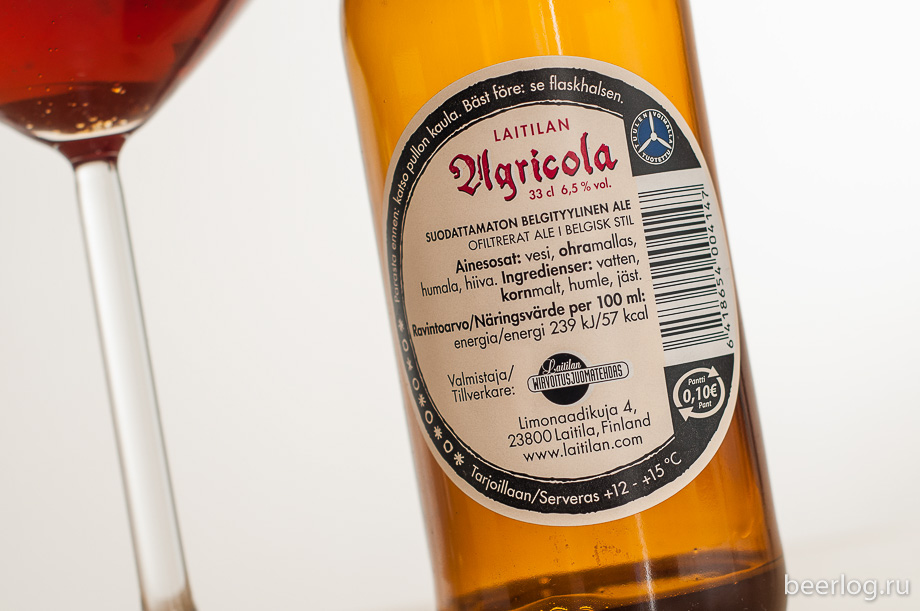 Parasta ennen: katso pullon kaula. Bäst före: se flaskhalsen.
LAITILAN
Agricola
33 cl 6,5 % vol.
SUODATTAMATON BELGITYYLINEN ALE
OFILTRERAT ALE I BELGISK STIL
Ainesosat: vesi, ohramallas,
humala, hiiva. Ingredienser: vatten,
kornmalt, humle, jäst.
Ravintoarvo/Näringsvärde per 100 ml:
energia/energi 239 kJ/57 kcal
Valmistaja/
Tillverkare:
Laitilan
WIRVOITUSJUOMATEHDAS
Limonaadikuja 4,
23800 Laitila, Finland
www.laitilan.com
Tarjoillaan/Serveras +12 - +15 °C
TUULEN VOIMALLA
TUOTETTU
6 418654 004147
Pantti
0,10€
Pant
beerlog.ru